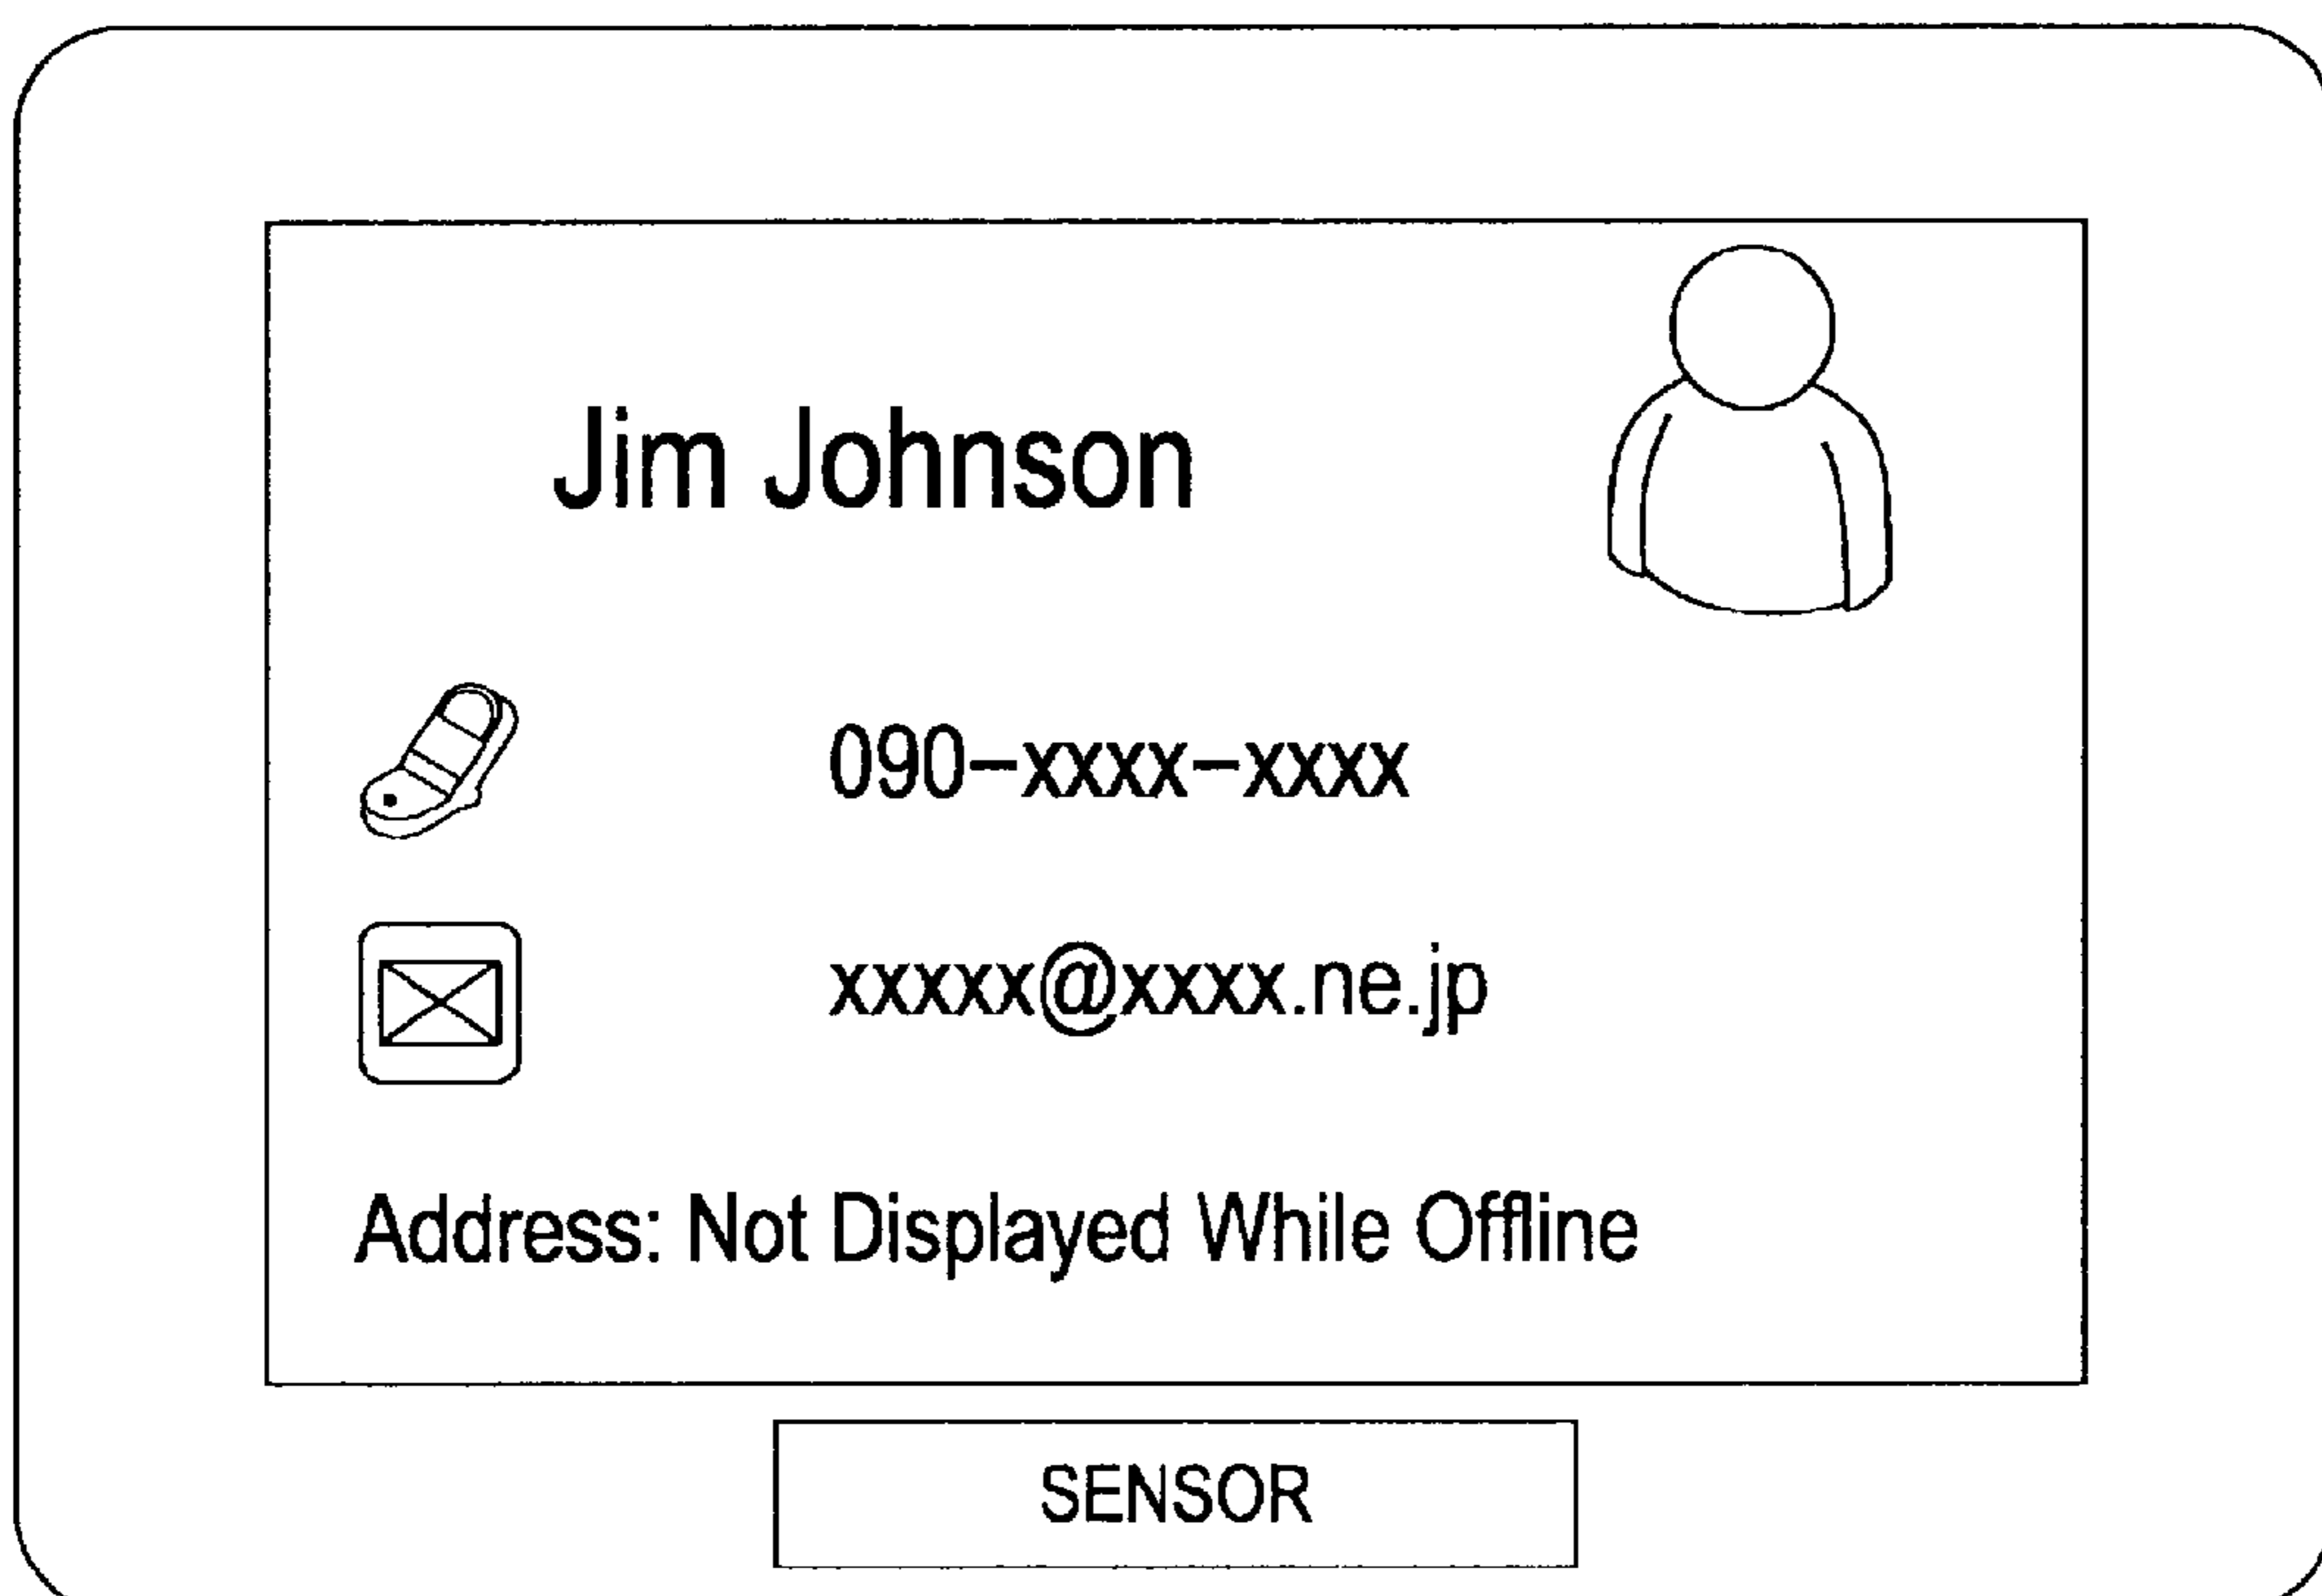 Jim Johnson
090-xxxx-xxxx
xxxxx@xxxx.ne.jp
Address: Not Displayed While Offline
SENSOR